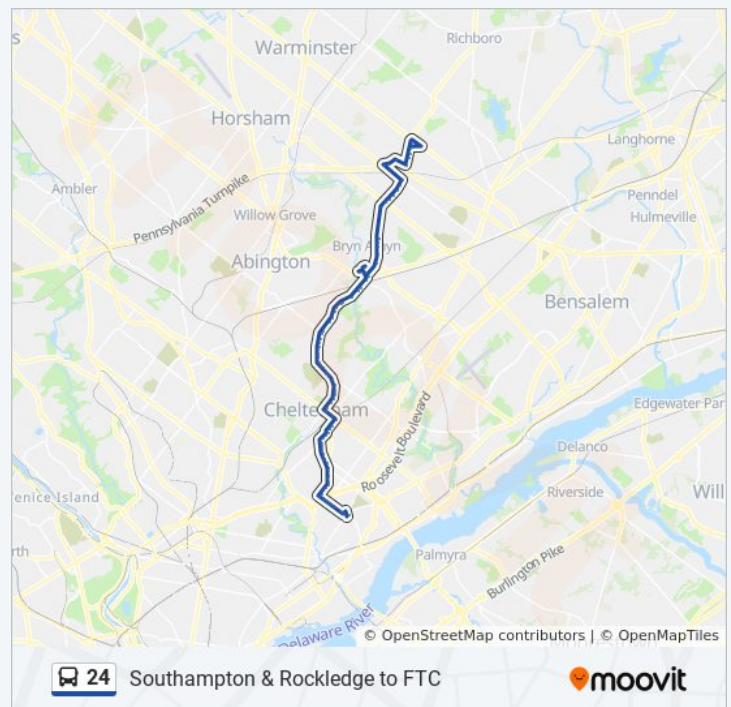 s
Warminster
Richboro
Horsham
Langhorne
Ambler
Pennsylvania Turnpike
Penndel
Willow Grove
Hulmeville
Bryn Athyn
Abington
Bensalem
Cheltenham
Edgewater Par
Roosevelt Boulevard
Delanco
enice Island
Riverside
Will
rth
Palmyra
Burlington Pike
Delaware River
© OpenStreetMap contributors | © OpenMapTiles
24 Southampton & Rockledge to FTC
moovit